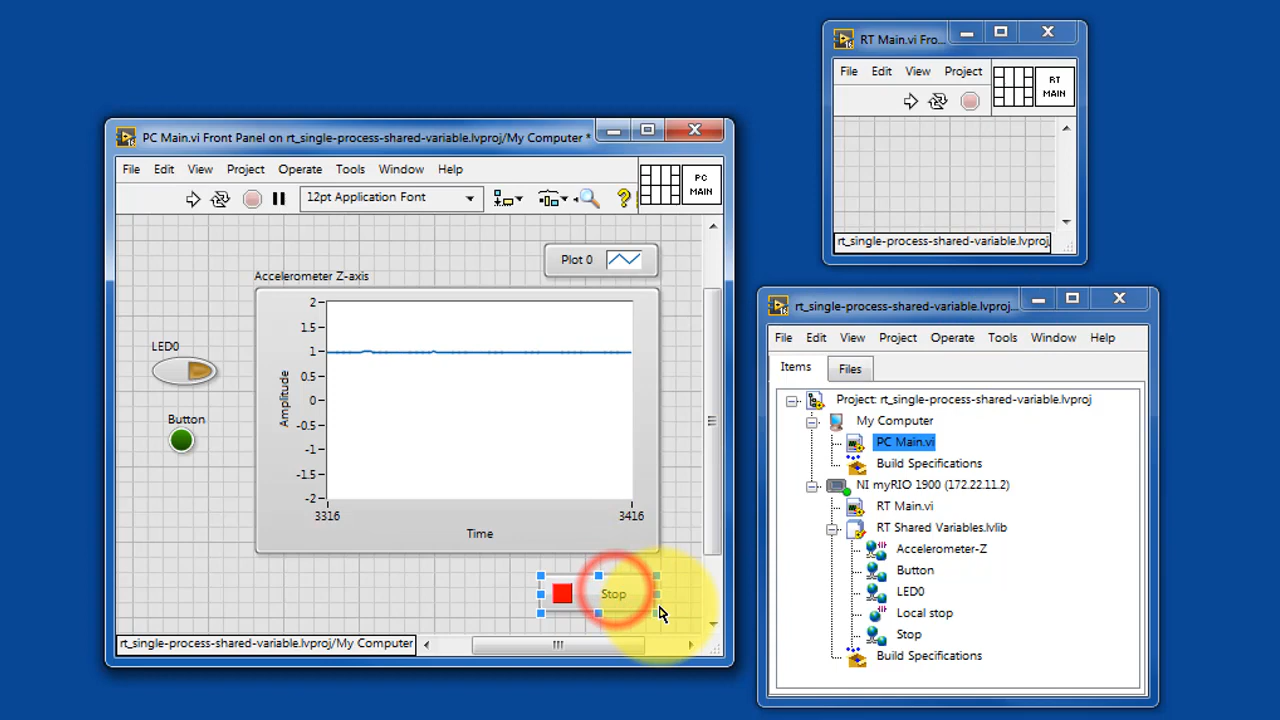 RT Main.vi Fro...
File Edit View Project
RT
MAIN
rt_single-process-shared-variable.lvproj
PC Main.vi Front Panel on rt_single-process-shared-variable.lvproj/My Computer *
File Edit View Project Operate Tools Window Help
12pt Application Font
?
PC
MAIN
Plot 0
Accelerometer Z-axis
LED0
Button
Amplitude
2
1.5
1
0.5
0
-0.5
-1
-1.5
-2
3316 3416
Time
Stop
rt_single-process-shared-variable.lvproj/My Computer
rt_single-process-shared-variable.lvproj...
File Edit View Project Operate Tools Window Help
Items Files
Project: rt_single-process-shared-variable.lvproj
My Computer
PC Main.vi
Build Specifications
NI myRIO 1900 (172.22.11.2)
RT Main.vi
RT Shared Variables.lvlib
Accelerometer-Z
Button
LED0
Local stop
Stop
Build Specifications